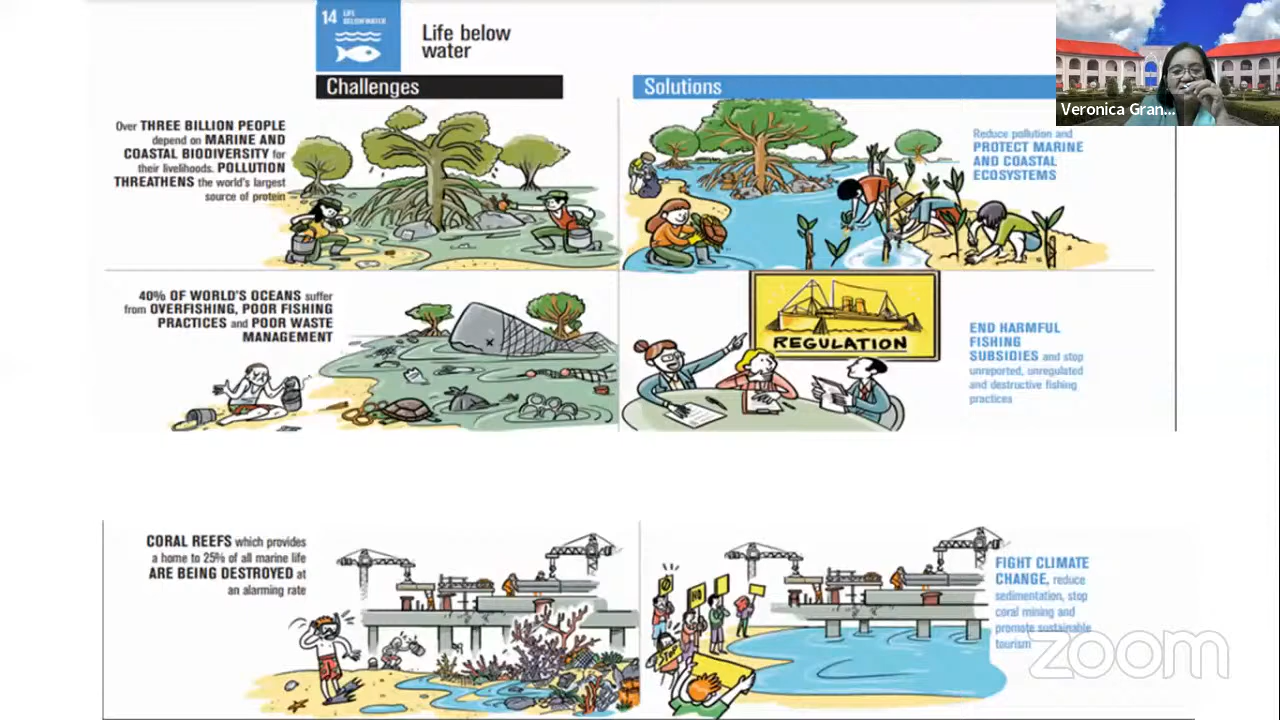 14 LIFE
BELOW WATER
Life below
water
Challenges
Solutions
Over THREE BILLION PEOPLE
depend on MARINE AND
COASTAL BIODIVERSITY for
their livelihoods. POLLUTION
THREATHENS the world's largest
source of protein
Reduce pollution and
PROTECT MARINE
AND COASTAL
ECOSYSTEMS
Veronica Gran...
40% OF WORLD'S OCEANS suffer
from OVERFISHING, POOR FISHING
PRACTICES and POOR WASTE
MANAGEMENT
REGULATION
END HARMFUL
FISHING
SUBSIDIES and stop
unreported, unregulated
and destructive fishing
practices
CORAL REEFS which provides
a home to 25% of all marine life
ARE BEING DESTROYED at
an alarming rate
NO
STOP
FIGHT CLIMATE
CHANGE, reduce
sedimentation, stop
coral mining and
promote sustainable
tourism
zoom